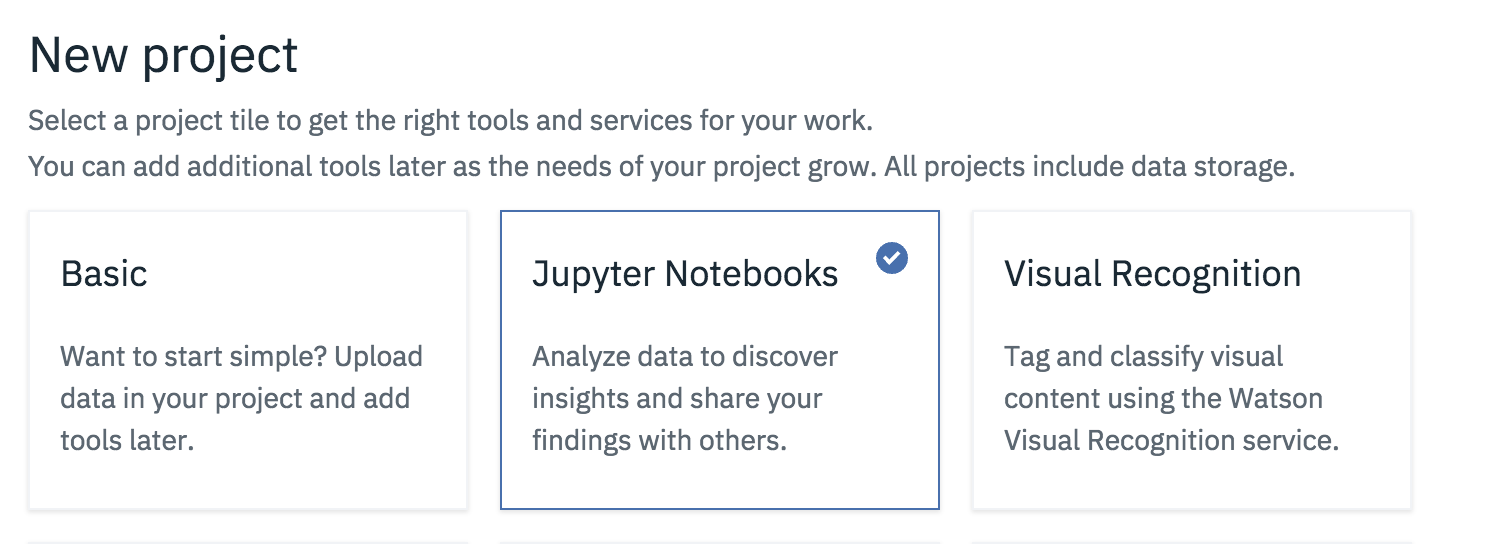 New project
Select a project tile to get the right tools and services for your work.
You can add additional tools later as the needs of your project grow. All projects include data storage.
Basic
Want to start simple? Upload
data in your project and add
tools later.
Jupyter Notebooks
Analyze data to discover
insights and share your
findings with others.
Visual Recognition
Tag and classify visual
content using the Watson
Visual Recognition service.